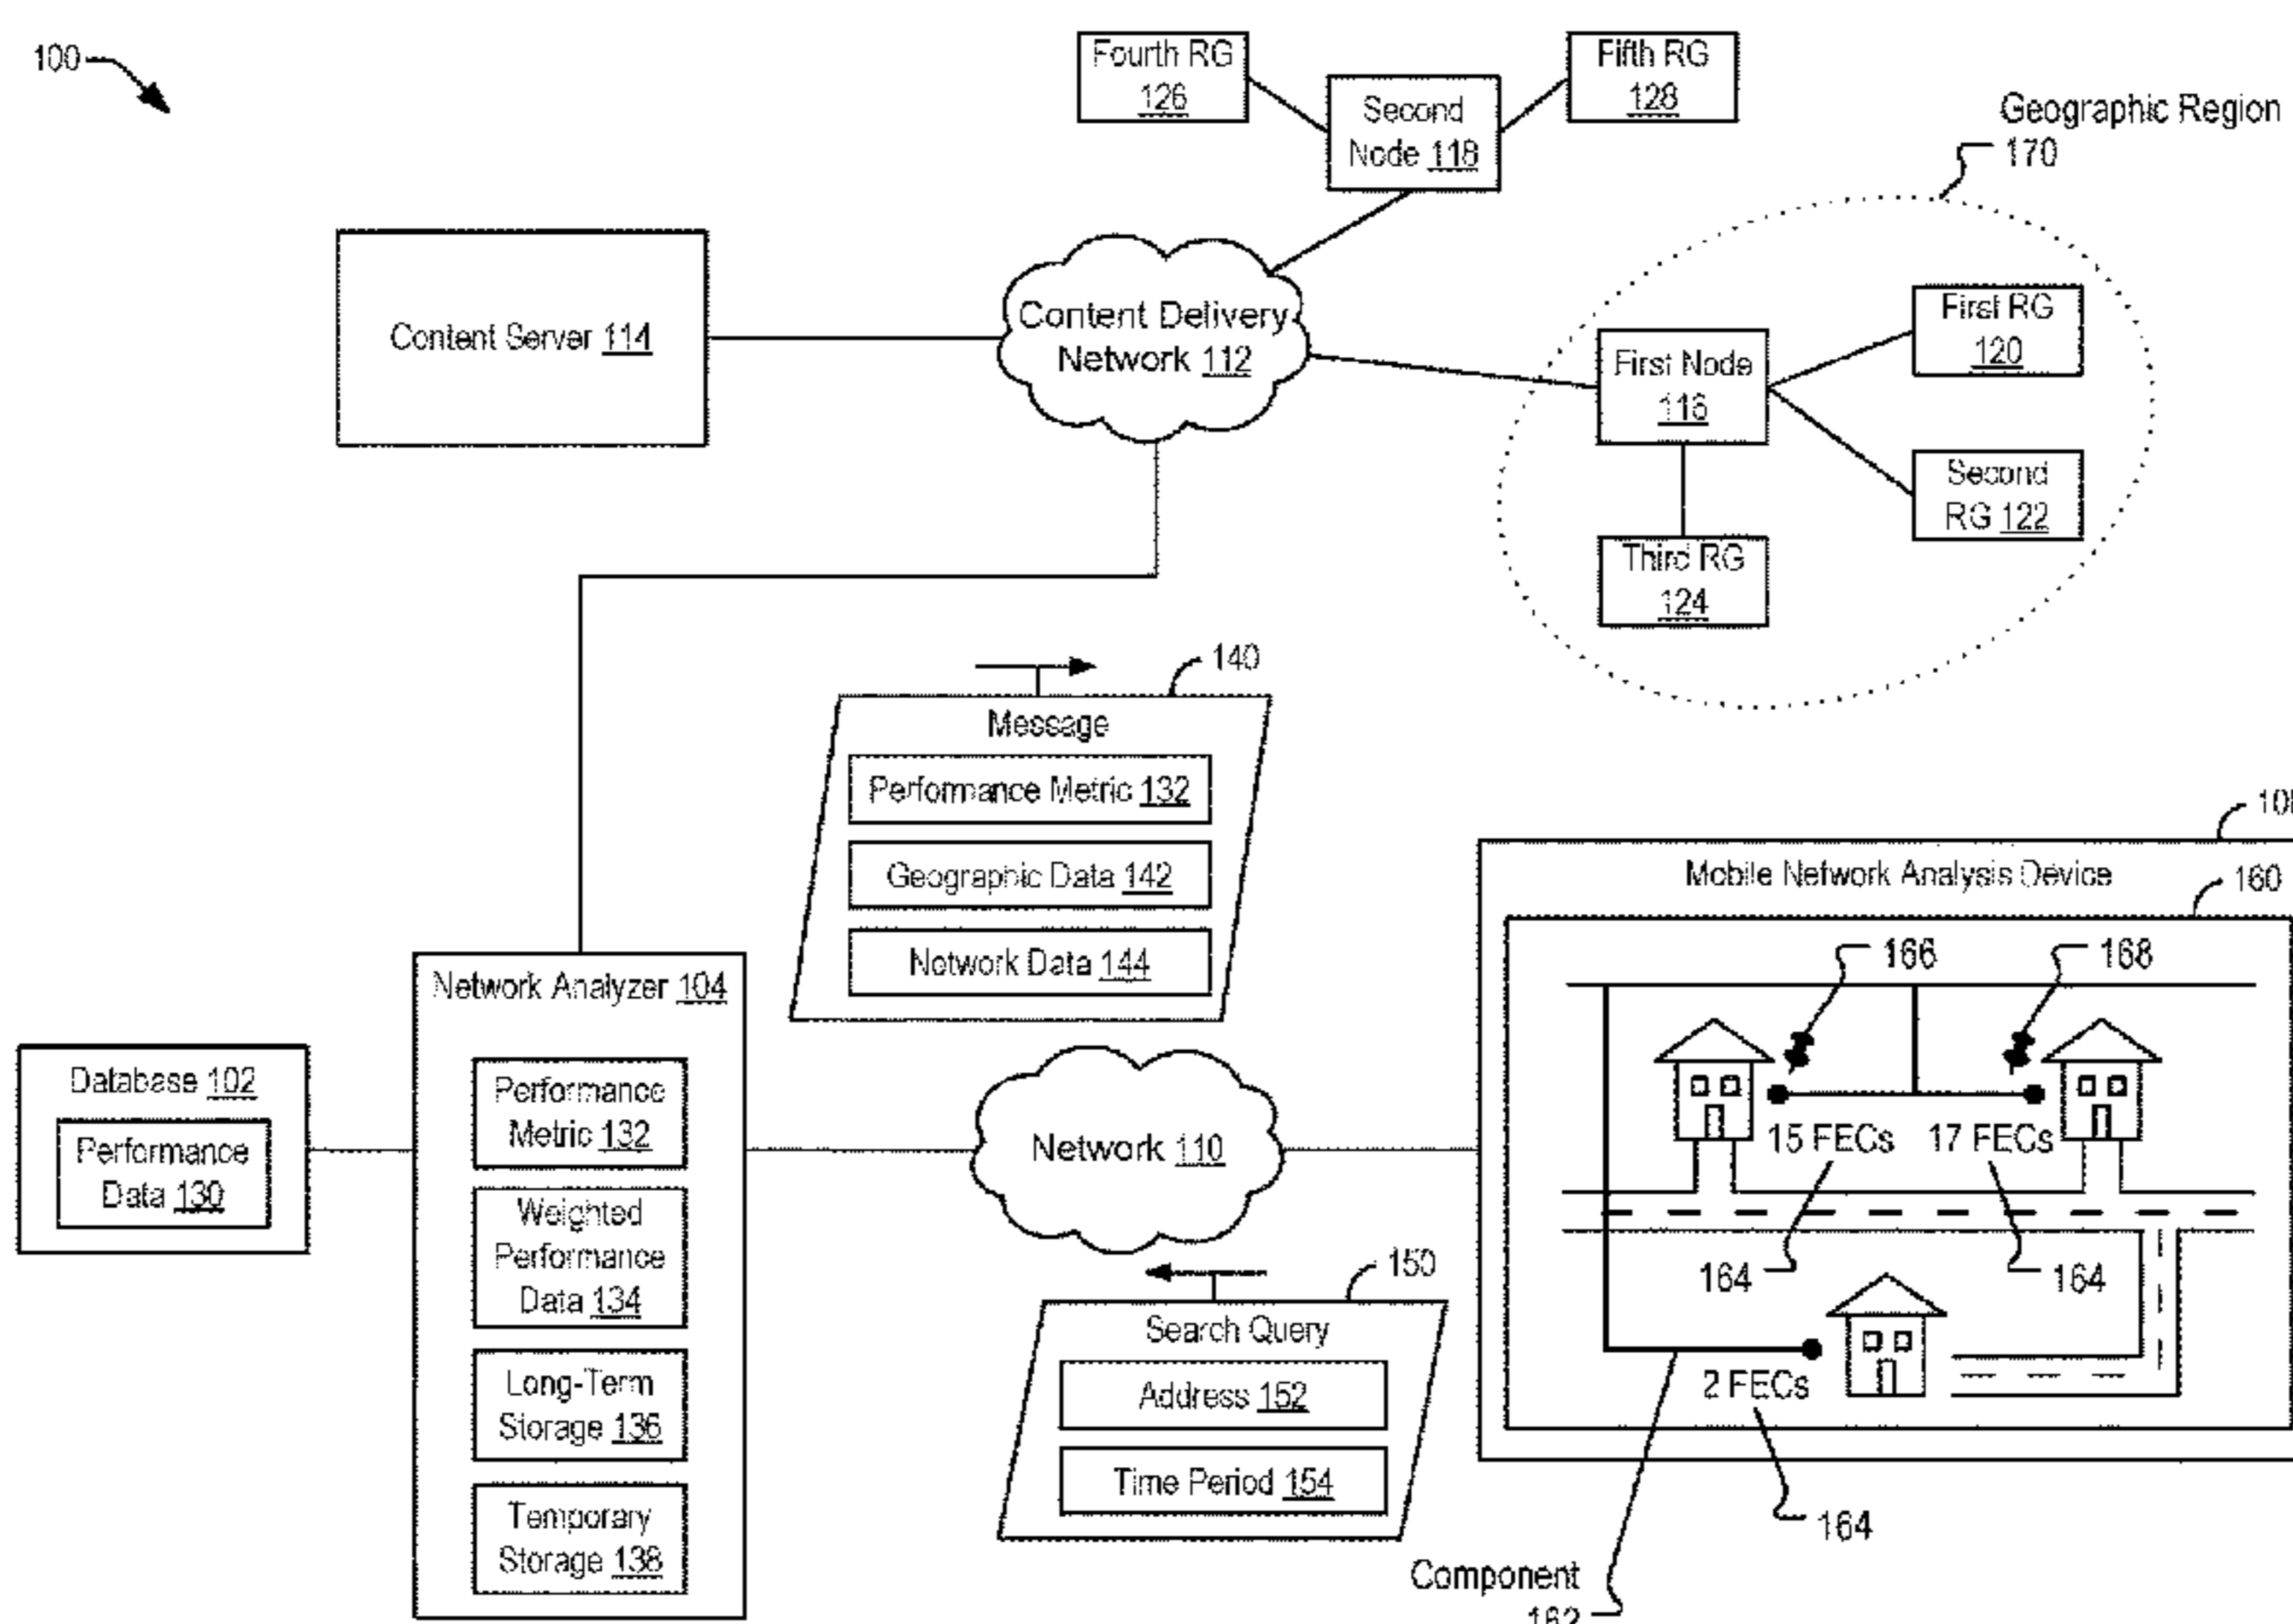 100
Fourth RG
126
Fifth RG
128
Second
Node 118
Geographic Region
170
Content Server 114
Content Delivery
Network 112
First Node
116
First RG
120
Second
RG 122
Third RG
124
140
Message
Performance Metric 132
Geographic Data 142
Network Data 144
Mobile Network Analysis Device
160
166
168
15 FECs
17 FECs
164
164
2 FECs
164
Component
162
Network Analyzer 104
Performance
Metric 132
Weighted
Performance
Data 134
Long-Term
Storage 136
Temporary
Storage 138
Database 102
Performance
Data 130
Network 110
150
Search Query
Address 152
Time Period 154